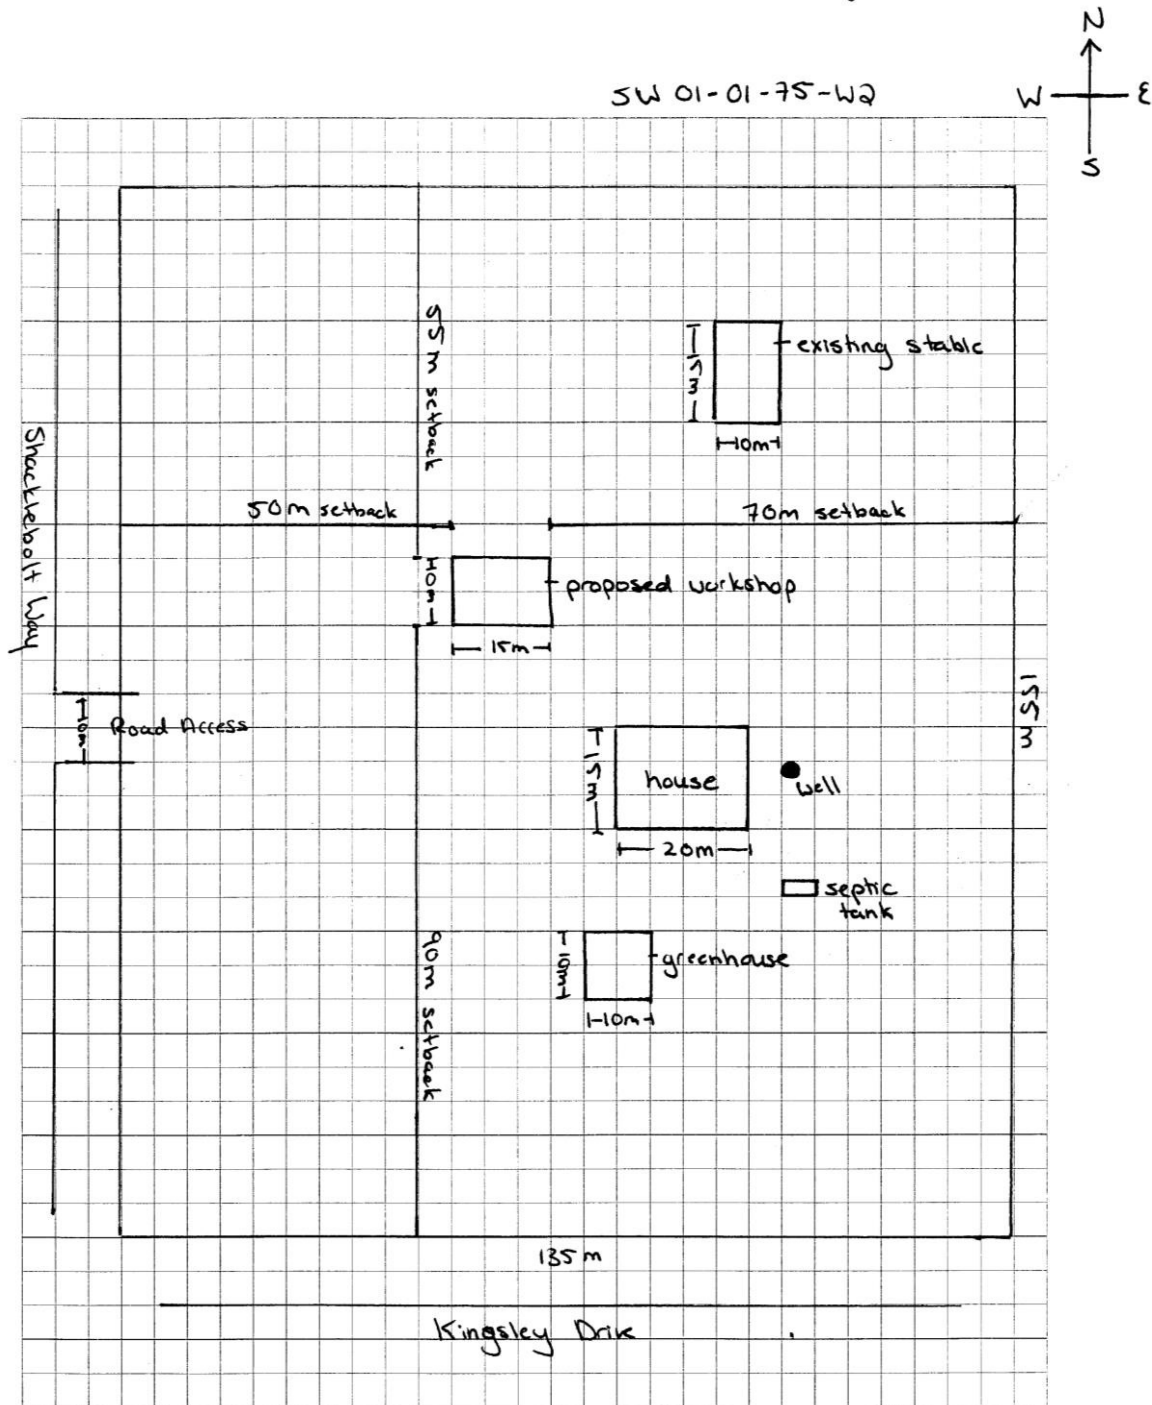 N
SW 01-01-75-W2
W
E
S
55m setback
15m
existing stable
10m
Shacklebolt Way
50m setback
70m setback
10m
proposed workshop
15m
155m
10m
Road Access
15m
house
well
20m
septic
tank
90m setback
10m
greenhouse
10m
135m
Kingsley Drive